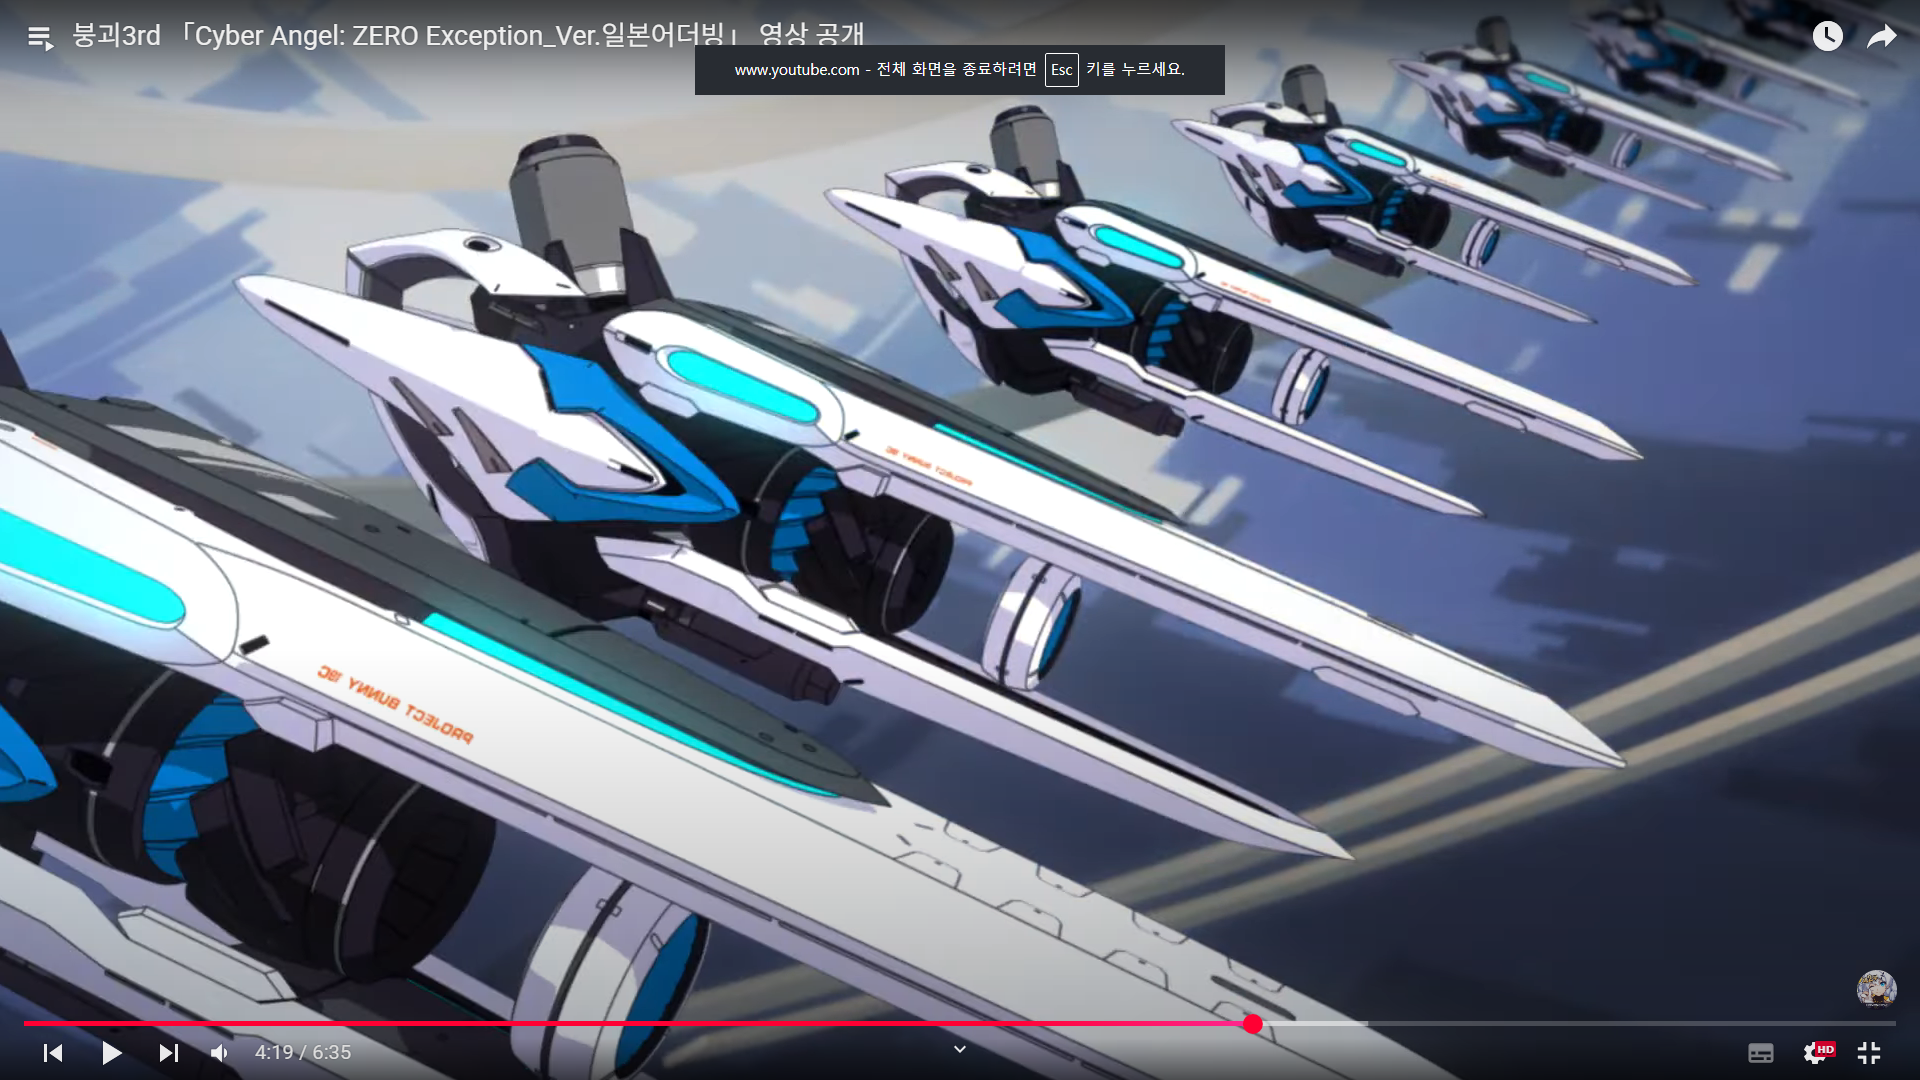 붕괴3rd 「Cyber Angel: ZERO Exception_Ver.일본어더빙」 영상 공개
www.youtube.com - 전체 화면을 종료하려면 Esc 키를 누르세요.
PROJECT BUNNY 19C
4:19 / 6:35
HD